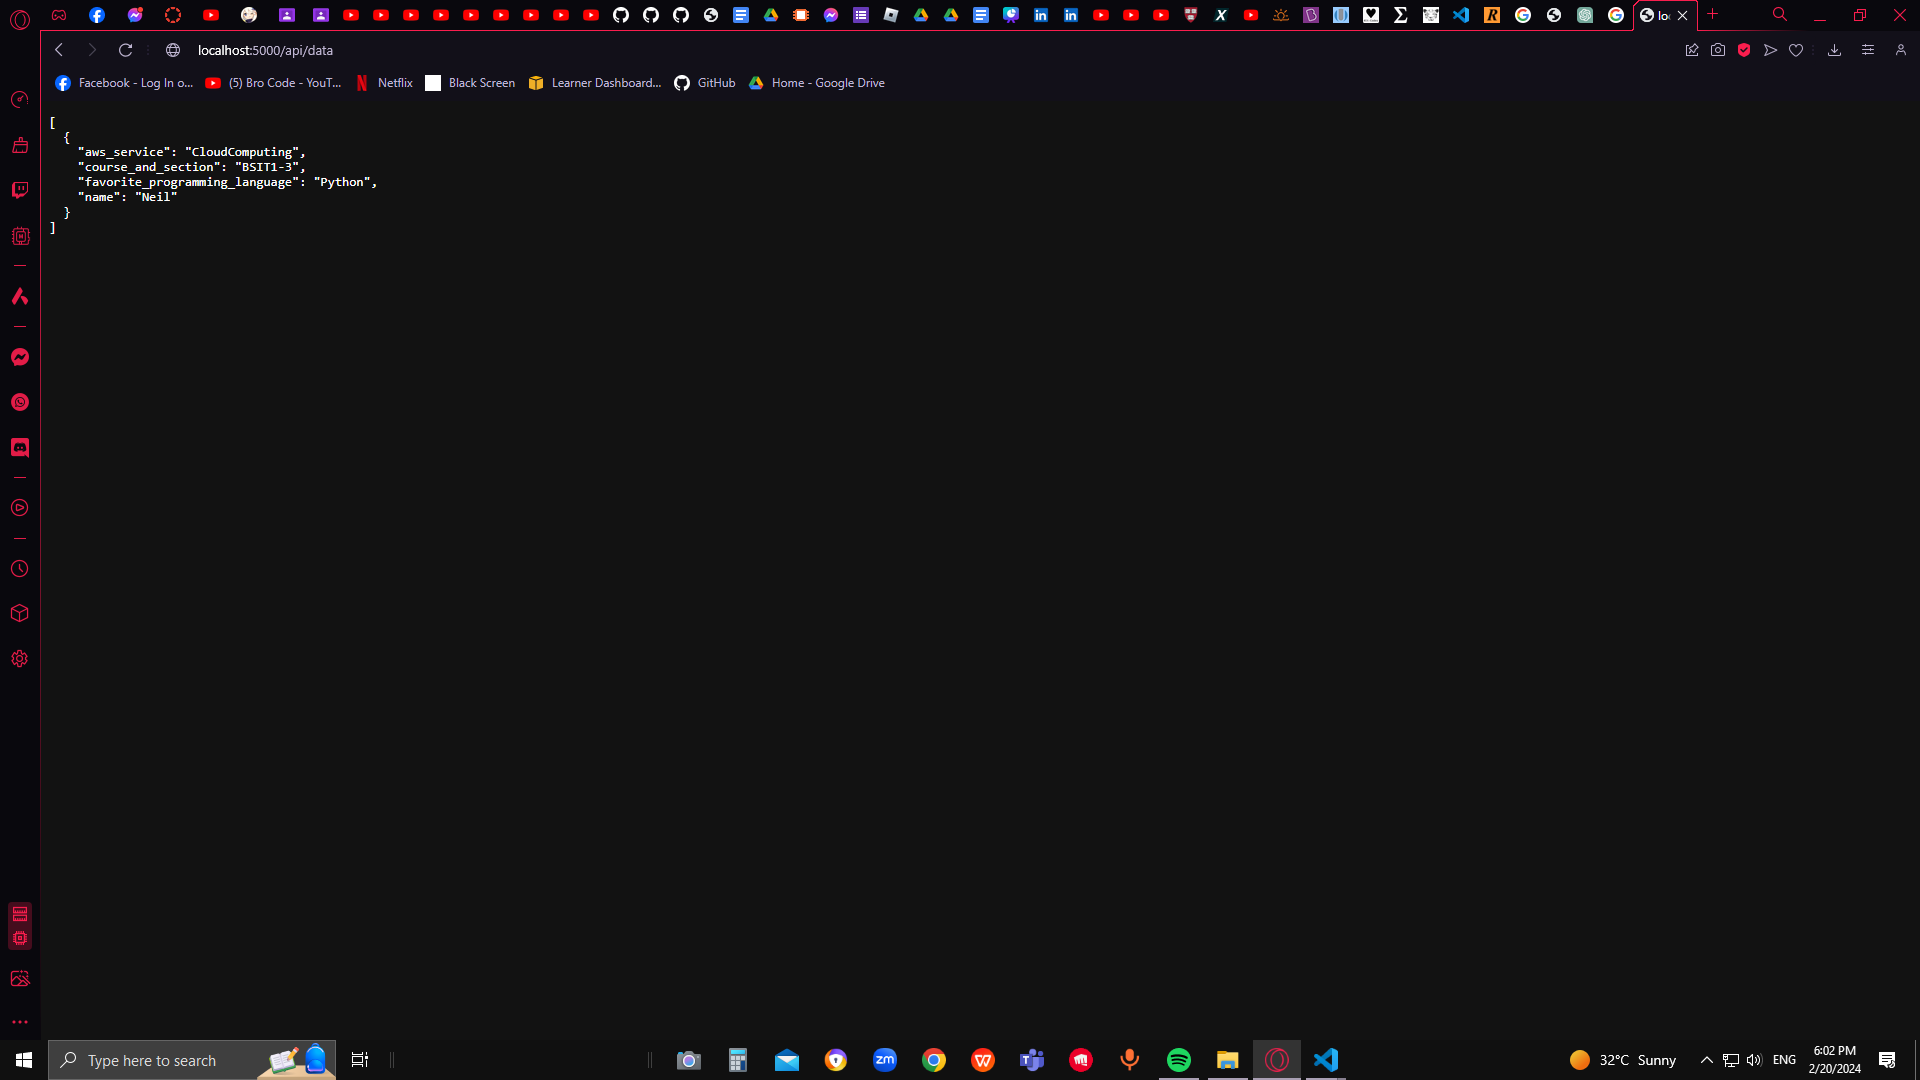 lo
localhost:5000/api/data
Facebook - Log In o...
(5) Bro Code - YouT...
Netflix
Black Screen
Learner Dashboard...
GitHub
Home - Google Drive
[
  {
    "aws_service": "CloudComputing",
    "course_and_section": "BSIT1-3",
    "favorite_programming_language": "Python",
    "name": "Neil"
  }
]
Type here to search
zm
32°C Sunny
ENG
6:02 PM
2/20/2024